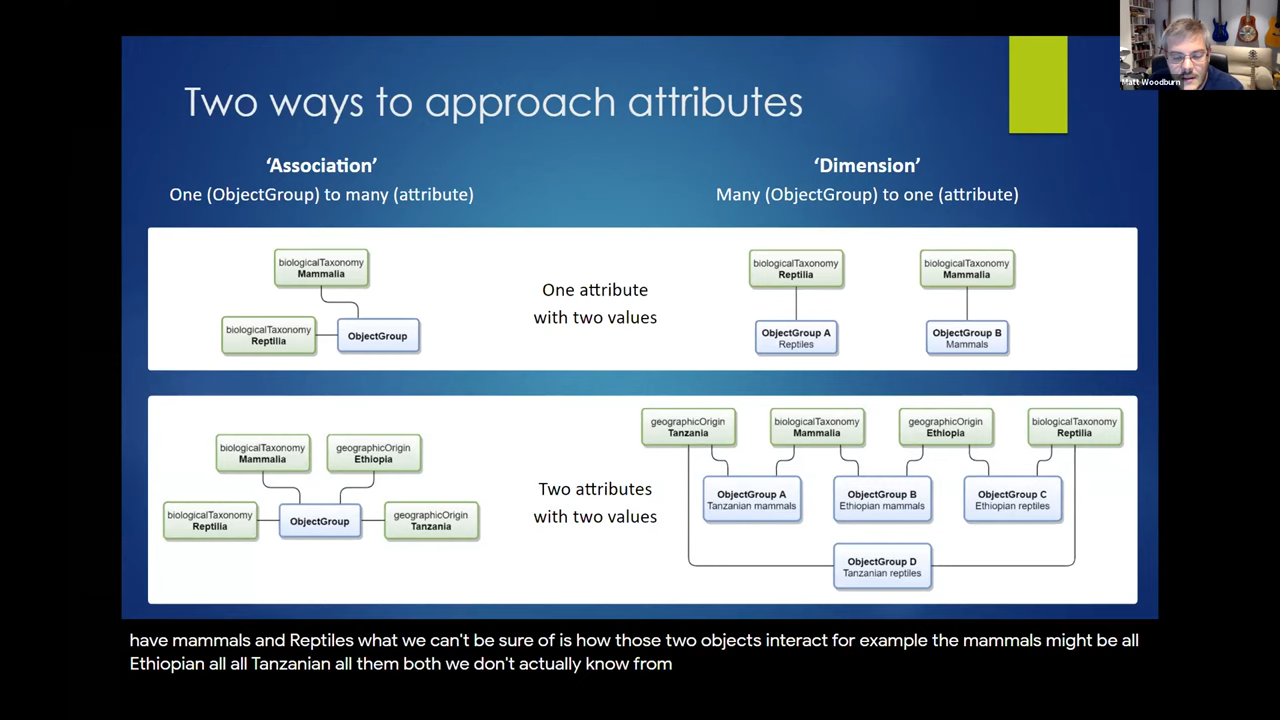 Matt Woodburn
Two ways to approach attributes
‘Association’
One (ObjectGroup) to many (attribute)
‘Dimension’
Many (ObjectGroup) to one (attribute)
biologicalTaxonomy
Mammalia
biologicalTaxonomy
Reptilia
ObjectGroup
One attribute
with two values
biologicalTaxonomy
Reptilia
ObjectGroup A
Reptiles
biologicalTaxonomy
Mammalia
ObjectGroup B
Mammals
biologicalTaxonomy
Mammalia
geographicOrigin
Ethiopia
biologicalTaxonomy
Reptilia
ObjectGroup
geographicOrigin
Tanzania
Two attributes
with two values
geographicOrigin
Tanzania
biologicalTaxonomy
Mammalia
geographicOrigin
Ethiopia
biologicalTaxonomy
Reptilia
ObjectGroup A
Tanzanian mammals
ObjectGroup B
Ethiopian mammals
ObjectGroup C
Ethiopian reptiles
ObjectGroup D
Tanzanian reptiles
have mammals and Reptiles what we can't be sure of is how those two objects interact for example the mammals might be all
Ethiopian all all Tanzanian all them both we don't actually know from